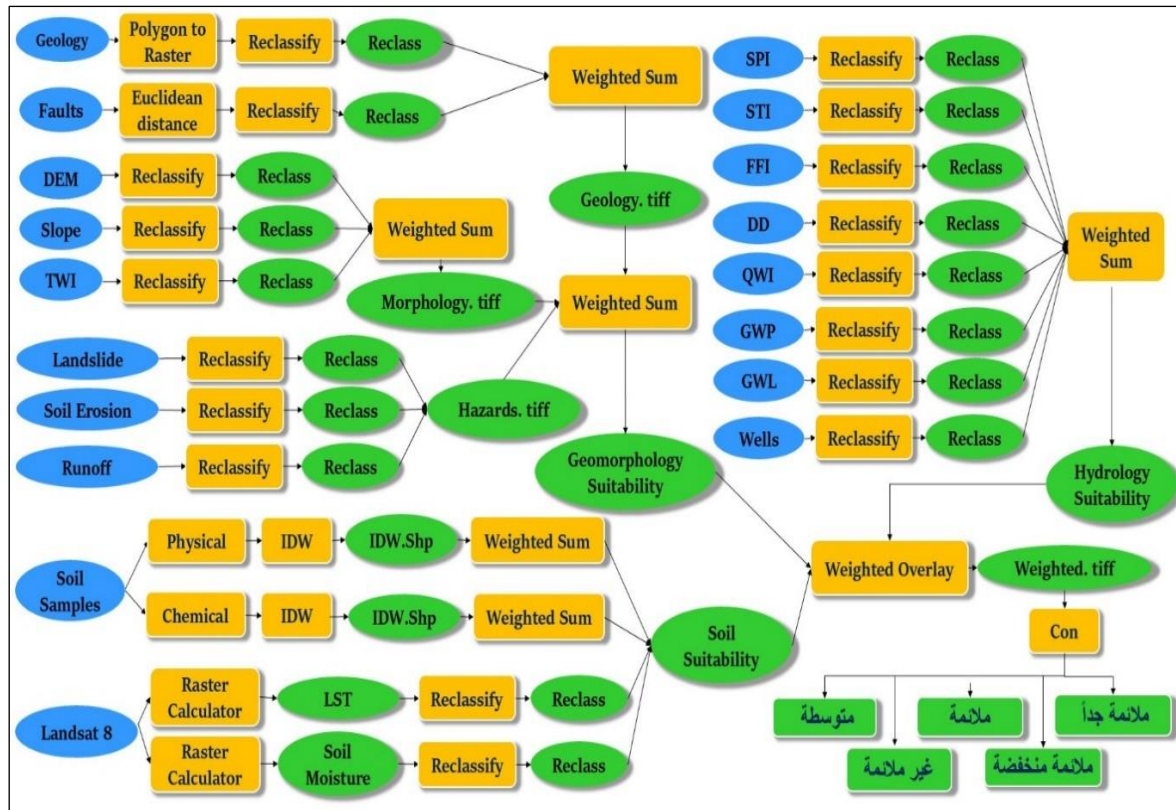 Geology
Polygon to
Raster
Reclassify
Reclass
Faults
Euclidean
distance
Reclassify
Reclass
Weighted Sum
Geology. tiff
DEM
Reclassify
Reclass
Slope
Reclassify
Reclass
TWI
Reclassify
Reclass
Weighted Sum
Morphology. tiff
Weighted Sum
Landslide
Reclassify
Reclass
Soil Erosion
Reclassify
Reclass
Runoff
Reclassify
Reclass
Hazards. tiff
Geomorphology
Suitability
SPI
Reclassify
Reclass
STI
Reclassify
Reclass
FFI
Reclassify
Reclass
DD
Reclassify
Reclass
QWI
Reclassify
Reclass
GWP
Reclassify
Reclass
GWL
Reclassify
Reclass
Wells
Reclassify
Reclass
Weighted
Sum
Hydrology
Suitability
Soil
Samples
Physical
IDW
IDW.Shp
Weighted Sum
Chemical
IDW
IDW.Shp
Weighted Sum
Landsat 8
Raster
Calculator
LST
Reclassify
Reclass
Raster
Calculator
Soil
Moisture
Reclassify
Reclass
Soil
Suitability
Weighted Overlay
Weighted. tiff
Con
ملائمة جداً
ملائمة
متوسطة
ملائمة منخفضة
غير ملائمة